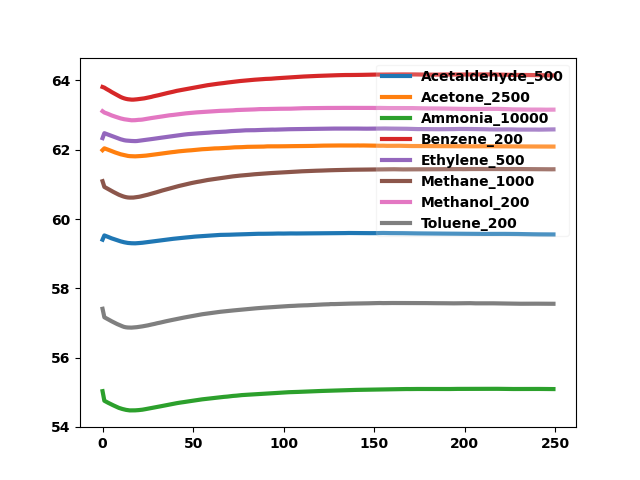 64
62
60
58
56
54
0
50
100
150
200
250
Acetaldehyde_500
Acetone_2500
Ammonia_10000
Benzene_200
Ethylene_500
Methane_1000
Methanol_200
Toluene_200